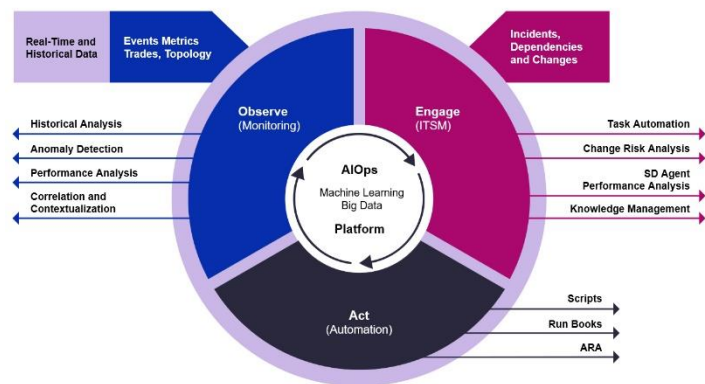 Real-Time and
Historical Data
Events Metrics
Trades, Topology
Incidents,
Dependencies
and Changes
Observe
(Monitoring)
Engage
(ITSM)
Historical Analysis
Anomaly Detection
Performance Analysis
Correlation and
Contextualization
AIOps
Machine Learning
Big Data
Platform
Task Automation
Change Risk Analysis
SD Agent
Performance Analysis
Knowledge Management
Act
(Automation)
Scripts
Run Books
ARA